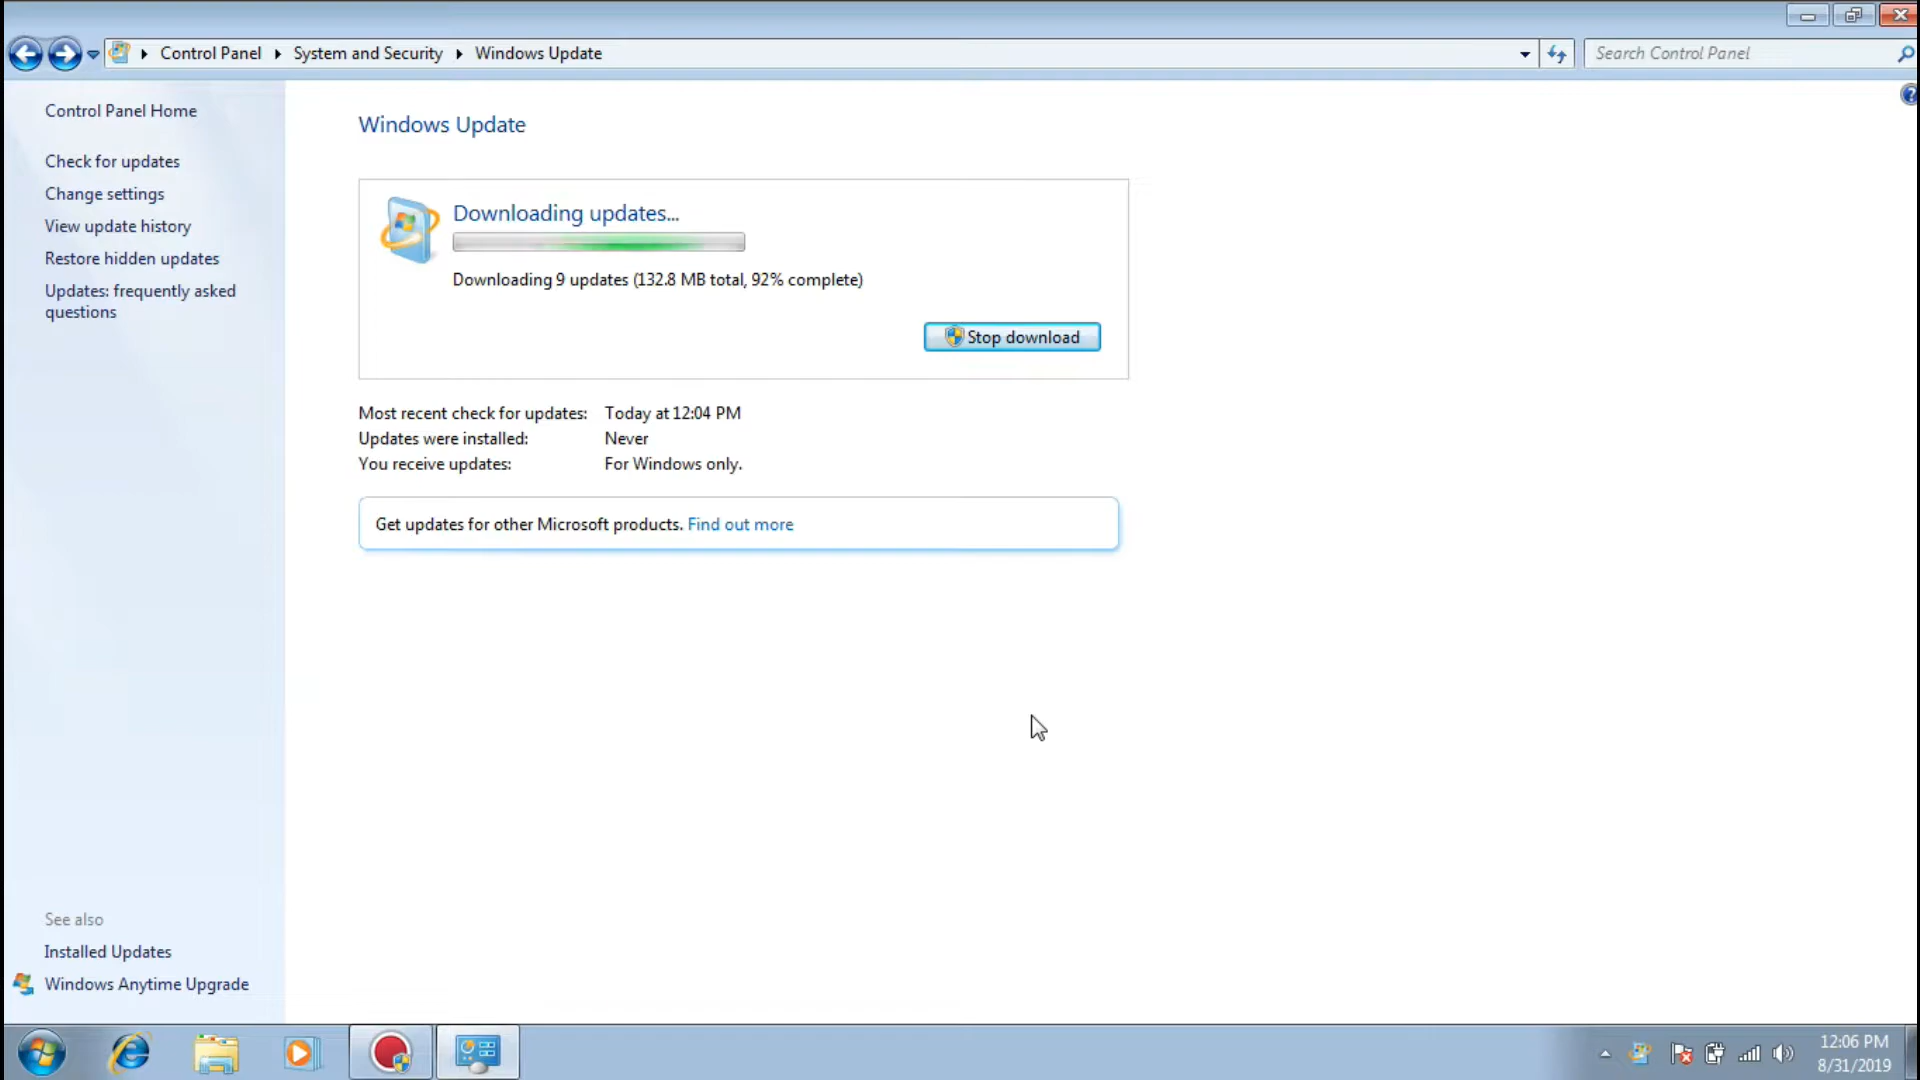 Control Panel
System and Security
Windows Update
Search Control Panel
Control Panel Home
Check for updates
Change settings
View update history
Restore hidden updates
Updates: frequently asked
questions
Windows Update
Downloading updates...
Downloading 9 updates (132.8 MB total, 92% complete)
Stop download
Most recent check for updates: Today at 12:04 PM
Updates were installed: Never
You receive updates: For Windows only.
Get updates for other Microsoft products. Find out more
See also
Installed Updates
Windows Anytime Upgrade
12:06 PM
8/31/2019